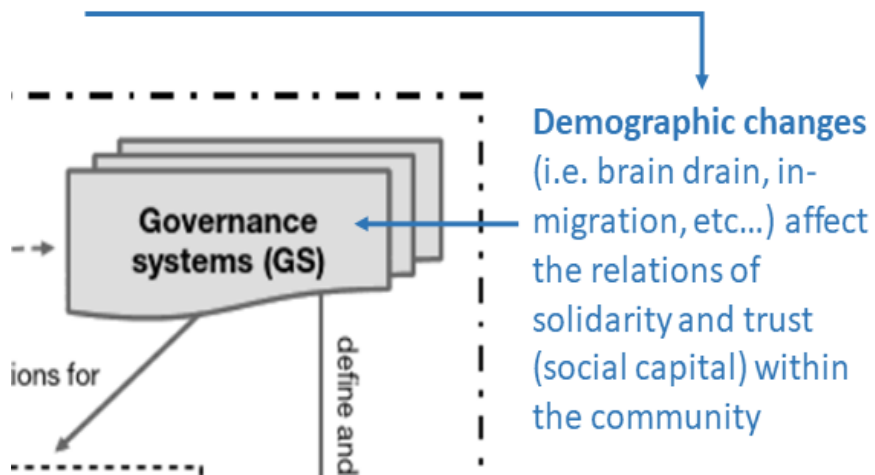 Demographic changes
(i.e. brain drain, in-
migration, etc...) affect
the relations of
solidarity and trust
(social capital) within
the community
Governance
systems (GS)
ions for
define and